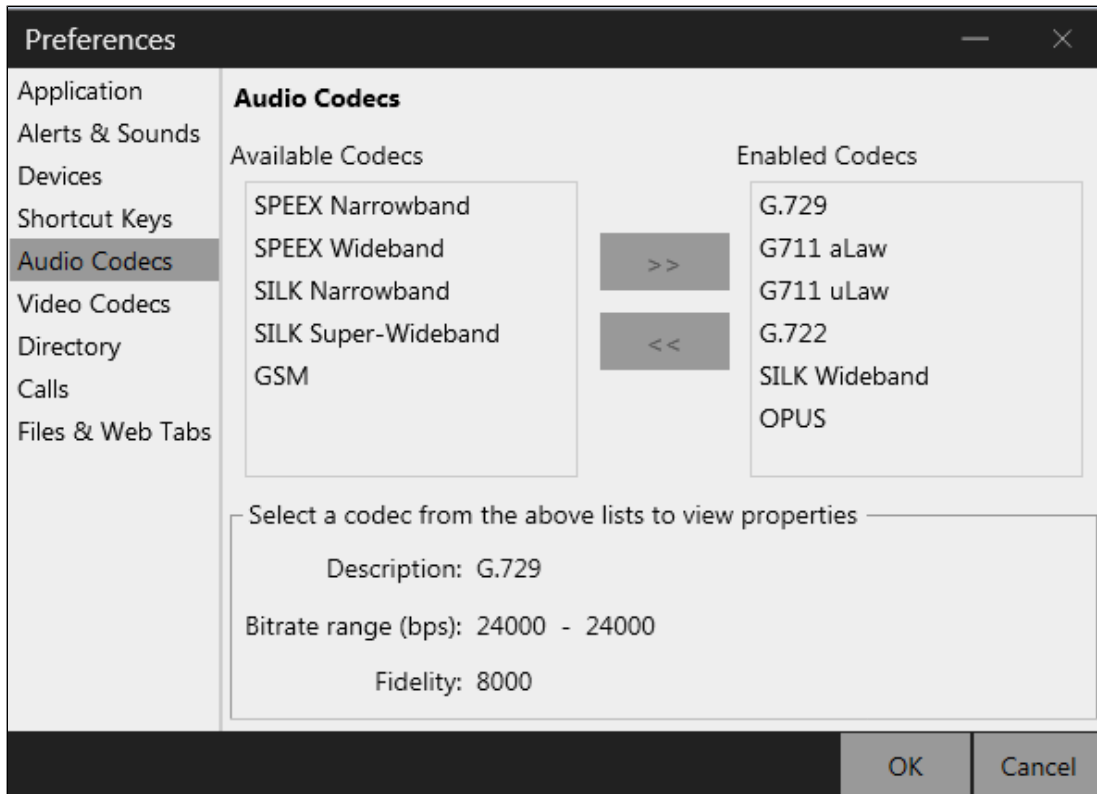 Preferences
Application
Alerts & Sounds
Devices
Shortcut Keys
Audio Codecs
Video Codecs
Directory
Calls
Files & Web Tabs
Audio Codecs
Available Codecs
SPEEX Narrowband
SPEEX Wideband
SILK Narrowband
SILK Super-Wideband
GSM
>>
<<
Enabled Codecs
G.729
G711 aLaw
G711 uLaw
G.722
SILK Wideband
OPUS
Select a codec from the above lists to view properties
Description: G.729
Bitrate range (bps): 24000 - 24000
Fidelity: 8000
OK
Cancel